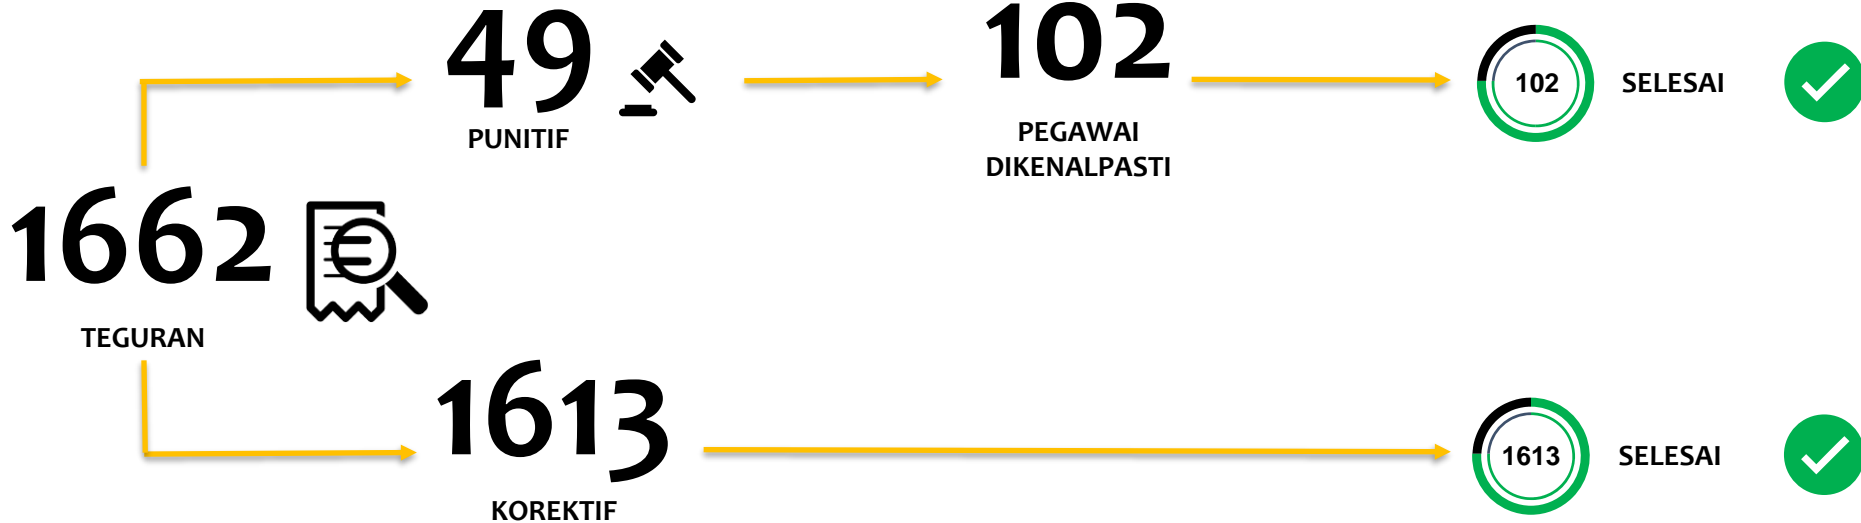 49
PUNITIF
102
PEGAWAI
DIKENALPASTI
102
SELESAI
1662
TEGURAN
1613
KOREKTIF
1613
SELESAI